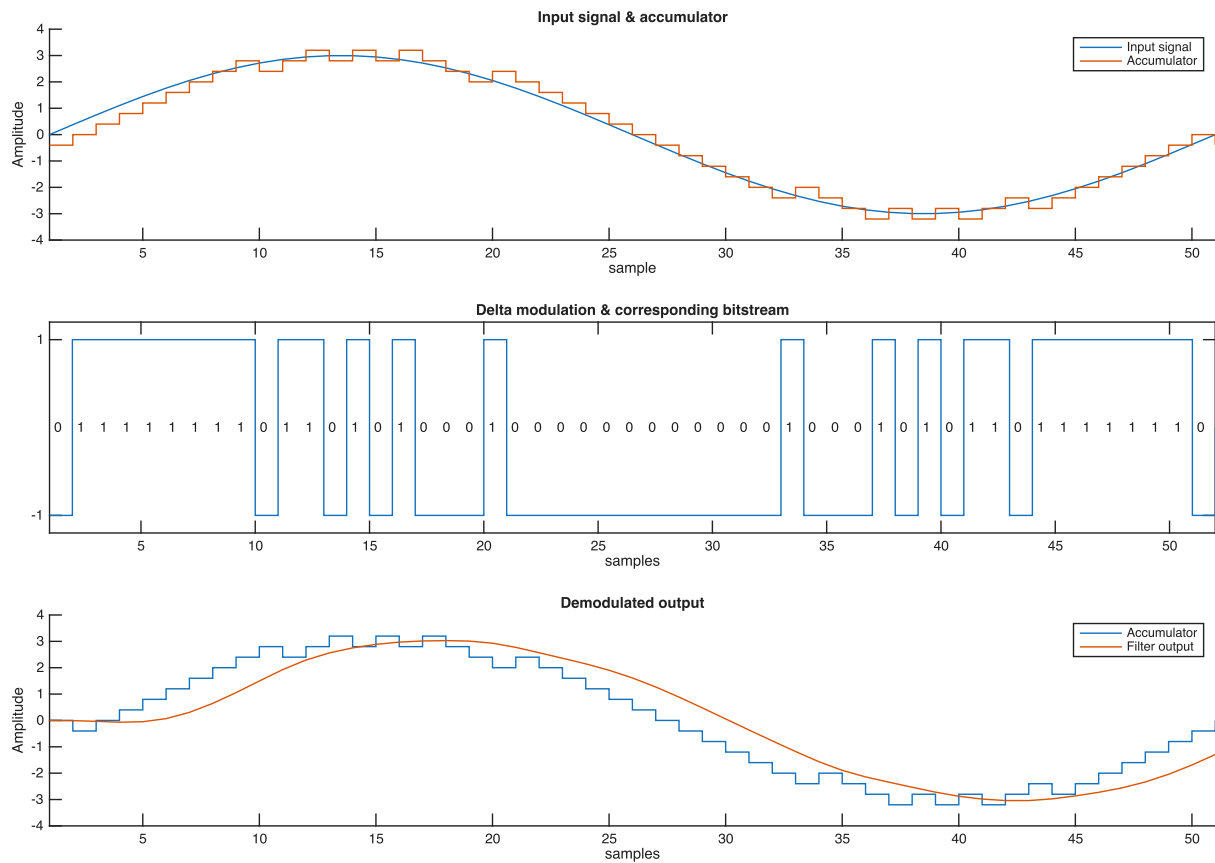 Input signal & accumulator
4
3
2
1
0
-1
-2
-3
-4
Amplitude
Input signal
Accumulator
5 10 15 20 25 30 35 40 45 50
sample
Delta modulation & corresponding bitstream
1
0 1 1 1 1 1 1 1 1 0 1 1 0 1 0 1 0 0 0 1 0 0 0 0 0 0 0 0 0 0 0 0 1 0 0 0 1 0 1 0 1 1 0 1 1 1 1 1 1 1 0
-1
5 10 15 20 25 30 35 40 45 50
samples
Demodulated output
4
3
2
1
0
-1
-2
-3
-4
Amplitude
Accumulator
Filter output
5 10 15 20 25 30 35 40 45 50
samples